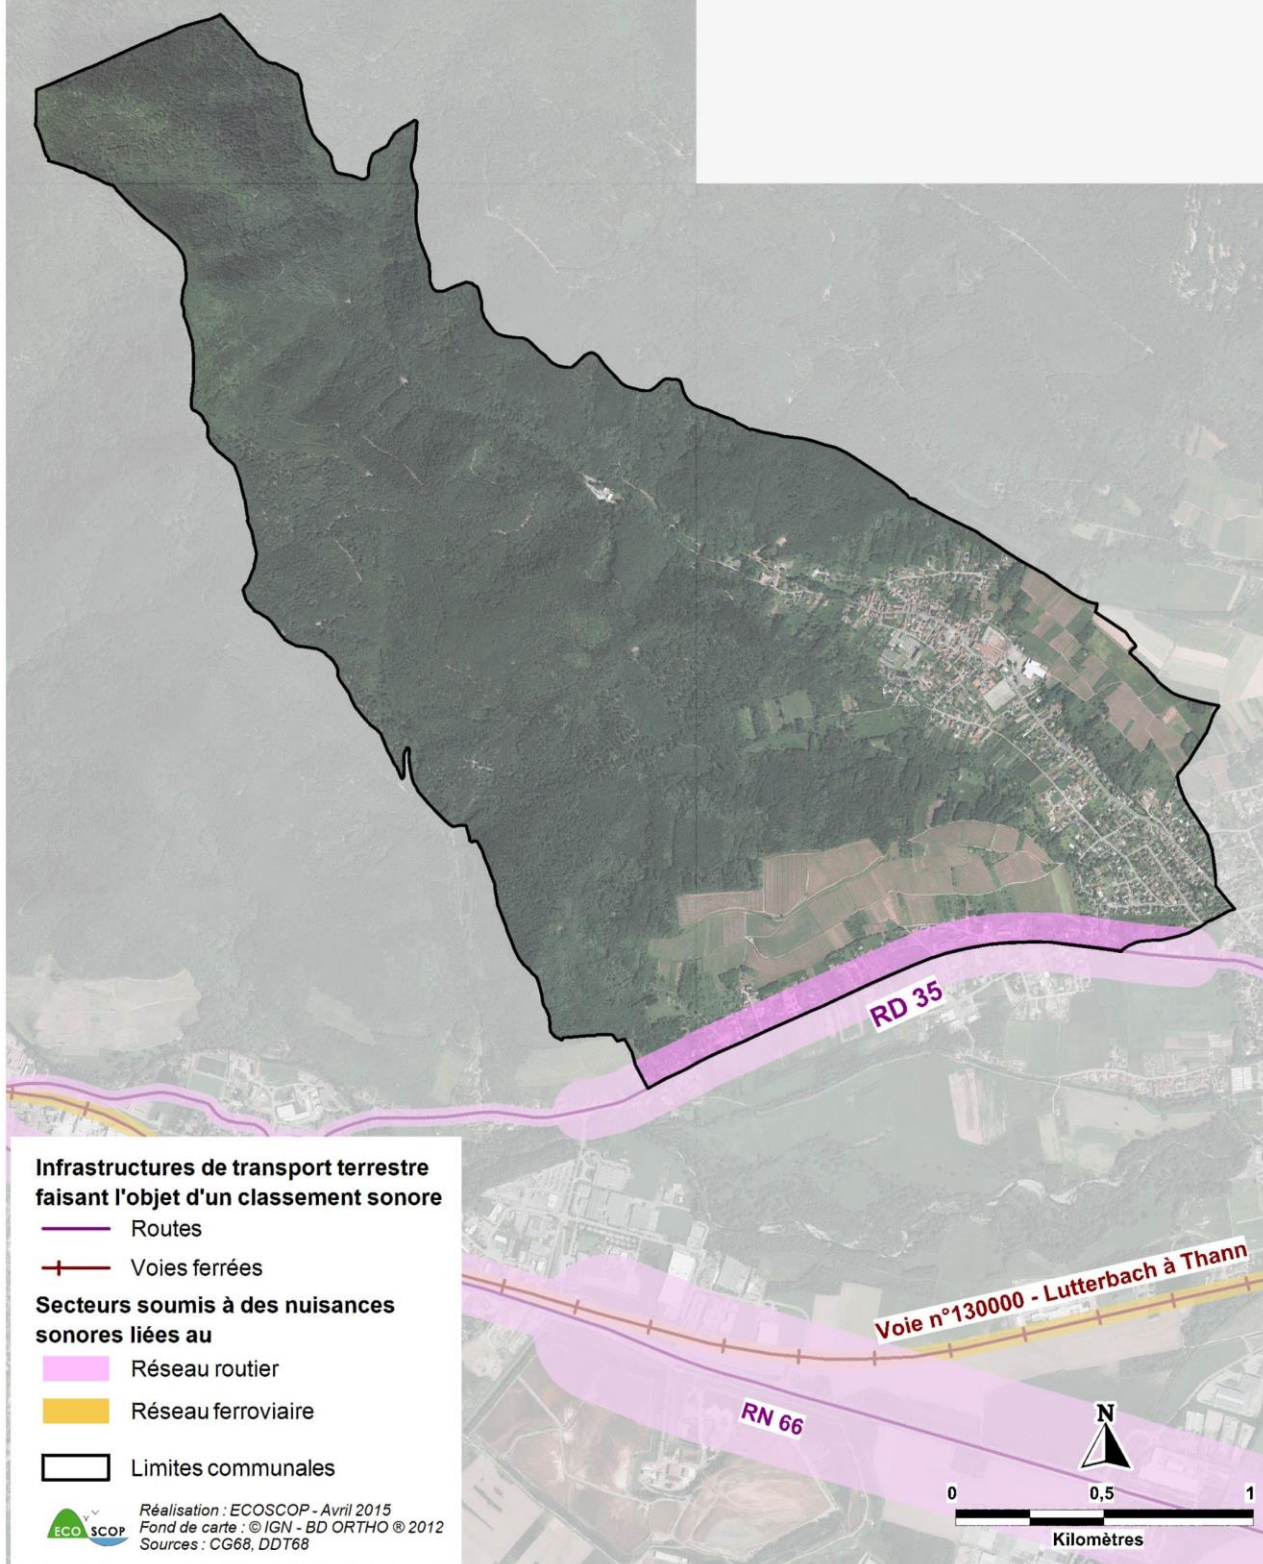 RD 35
Infrastructures de transport terrestre
faisant l'objet d'un classement sonore
Routes
Voies ferrées
Secteurs soumis à des nuisances
sonores liées au
Réseau routier
Réseau ferroviaire
Limites communales
ECO SCOP
Réalisation : ECOSCOP - Avril 2015
Fond de carte : © IGN - BD ORTHO ® 2012
Sources : CG68, DDT68
Voie n°130000 - Lutterbach à Thann
RN 66
N
0 0,5 1
Kilomètres